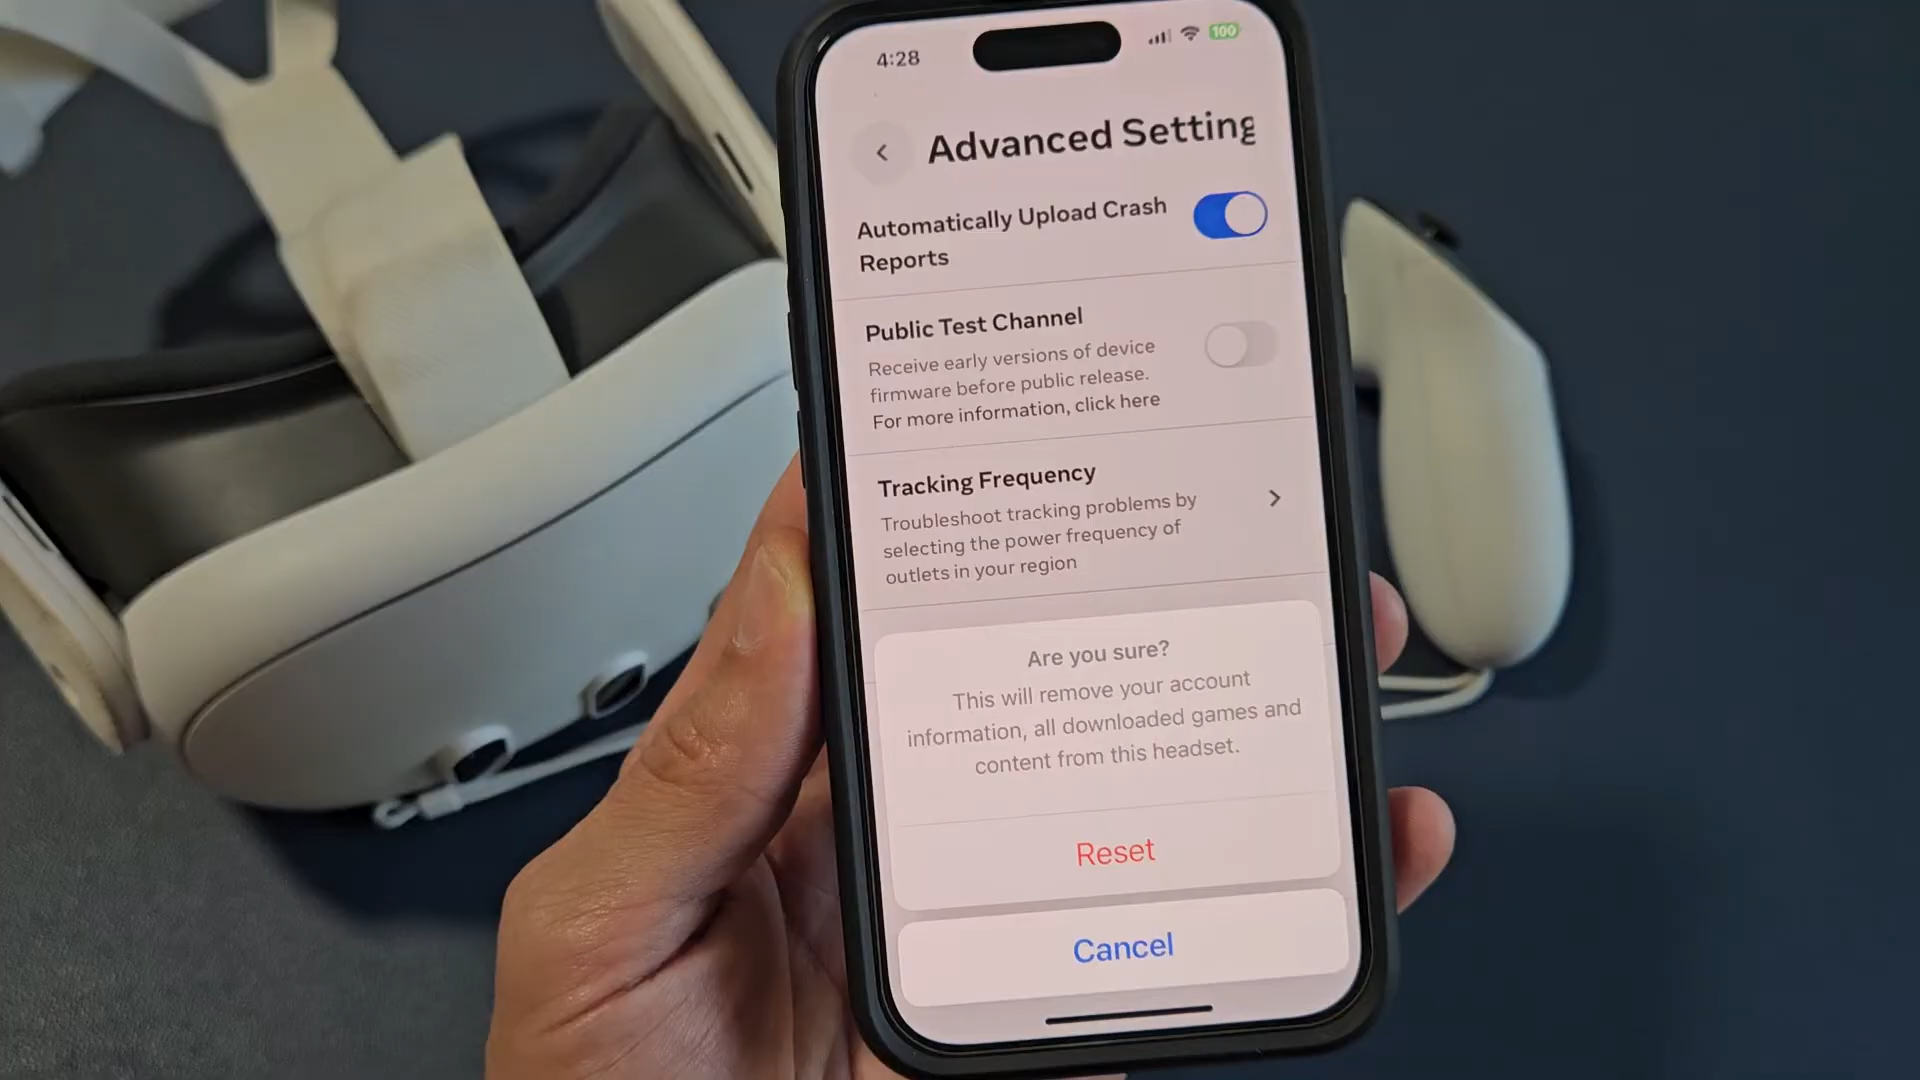 4:28
100
Advanced Setting
Automatically Upload Crash
Reports
Public Test Channel
Receive early versions of device
firmware before public release.
For more information, click here
Tracking Frequency
Troubleshoot tracking problems by
selecting the power frequency of
outlets in your region
Are you sure?
This will remove your account
information, all downloaded games and
content from this headset.
Reset
Cancel